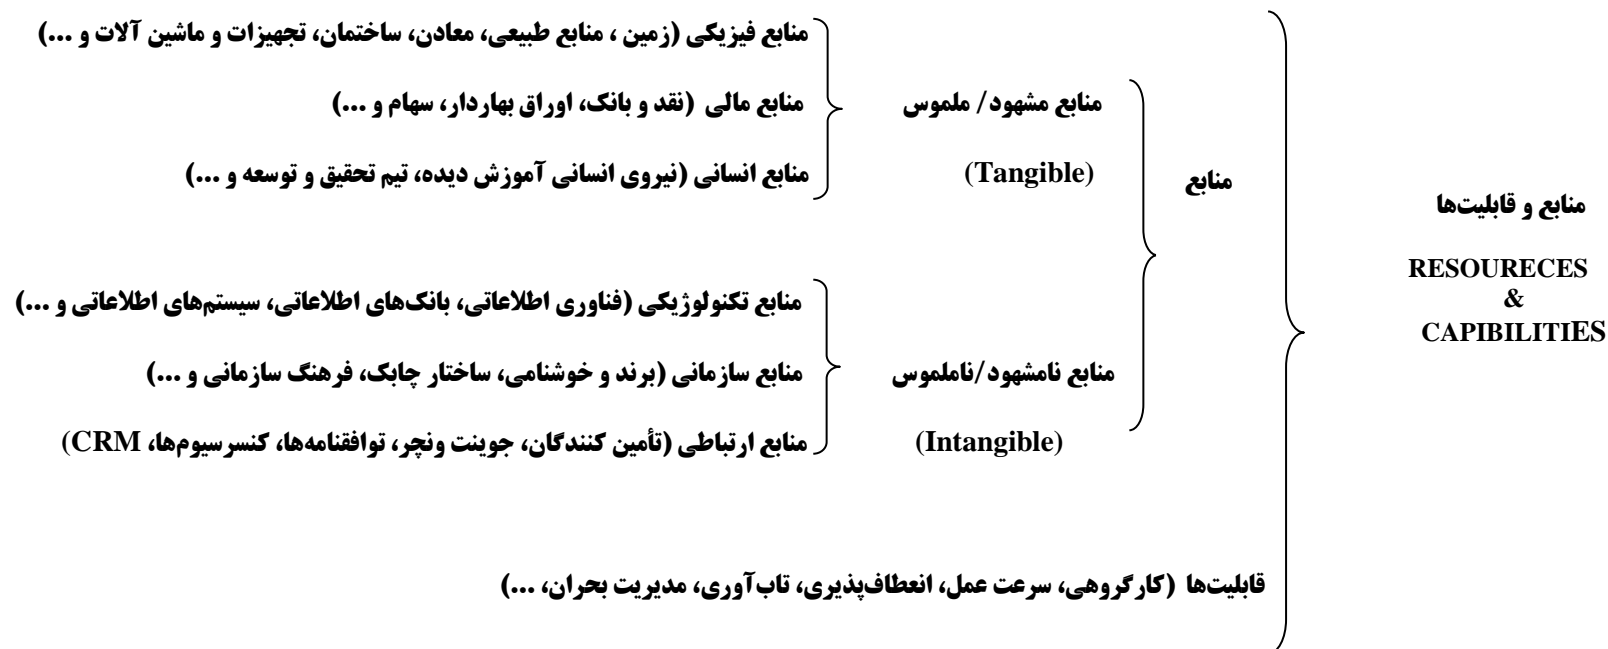 منابع و قابلیت‌ها
RESOURECES
&
CAPIBILITIES
منابع
منابع مشهود/ ملموس
(Tangible)
منابع فیزیکی (زمین ، منابع طبیعی، معادن، ساختمان، تجهیزات و ماشین آلات و ...)
منابع مالی (نقد و بانک، اوراق بهاردار، سهام و ...)
منابع انسانی (نیروی انسانی آموزش دیده، تیم تحقیق و توسعه و ...)
منابع نامشهود/ناملموس
(Intangible)
منابع تکنولوژیکی (فناوری اطلاعاتی، بانک‌های اطلاعاتی، سیستم‌های اطلاعاتی و ...)
منابع سازمانی (برند و خوشنامی، ساختار چابک، فرهنگ سازمانی و ...)
منابع ارتباطی (تأمین کنندگان، جوینت ونچر، توافقنامه‌ها، کنسرسیوم‌ها، CRM)
قابلیت‌ها (کارگروهی، سرعت عمل، انعطاف‌پذیری، تاب‌آوری، مدیریت بحران، ...)